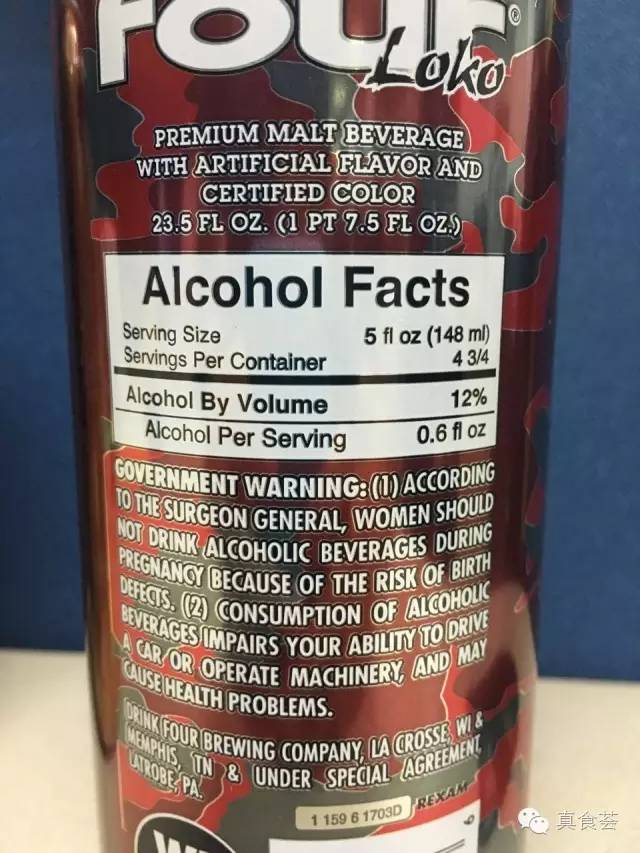 four®
Loko
PREMIUM MALT BEVERAGE
WITH ARTIFICIAL FLAVOR AND
CERTIFIED COLOR
23.5 FL OZ. (1 PT 7.5 FL OZ.)
Alcohol Facts
Serving Size 5 fl oz (148 ml)
Servings Per Container 4 3/4
Alcohol By Volume 12%
Alcohol Per Serving 0.6 fl oz
GOVERNMENT WARNING: (1) ACCORDING
TO THE SURGEON GENERAL, WOMEN SHOULD
NOT DRINK ALCOHOLIC BEVERAGES DURING
PREGNANCY BECAUSE OF THE RISK OF BIRTH
DEFECTS. (2) CONSUMPTION OF ALCOHOLIC
BEVERAGES IMPAIRS YOUR ABILITY TO DRIVE
A CAR OR OPERATE MACHINERY, AND MAY
CAUSE HEALTH PROBLEMS.
DRINK FOUR BREWING COMPANY, LA CROSSE, WI &
MEMPHIS, TN & UNDER SPECIAL AGREEMENT,
LATROBE, PA.
1 159 6 1703D REXAM
真食荟